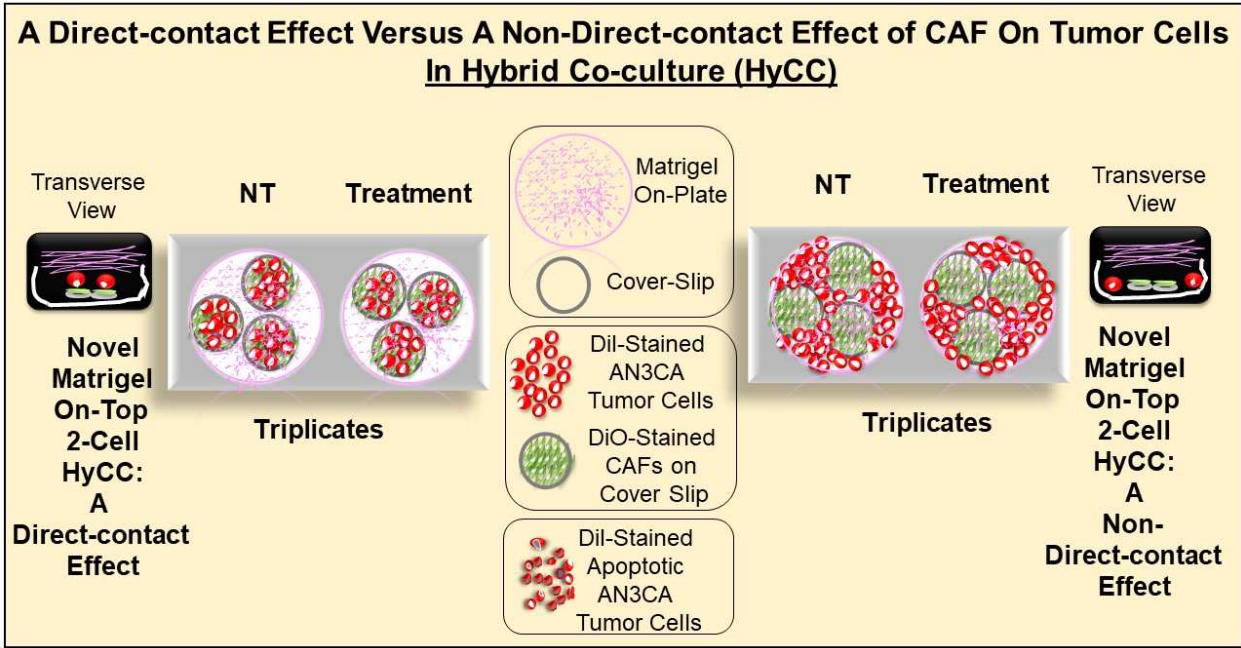 A Direct-contact Effect Versus A Non-Direct-contact Effect of CAF On Tumor Cells
In Hybrid Co-culture (HyCC)
Transverse
View
NT
Treatment
Novel
Matrigel
On-Top
2-Cell
HyCC:
A
Direct-contact
Effect
Triplicates
Matrigel
On-Plate
Cover-Slip
DiI-Stained
AN3CA
Tumor Cells
DiO-Stained
CAFs on
Cover Slip
DiI-Stained
Apoptotic
AN3CA
Tumor Cells
NT
Treatment
Triplicates
Transverse
View
Novel
Matrigel
On-Top
2-Cell
HyCC:
A
Non-
Direct-contact
Effect